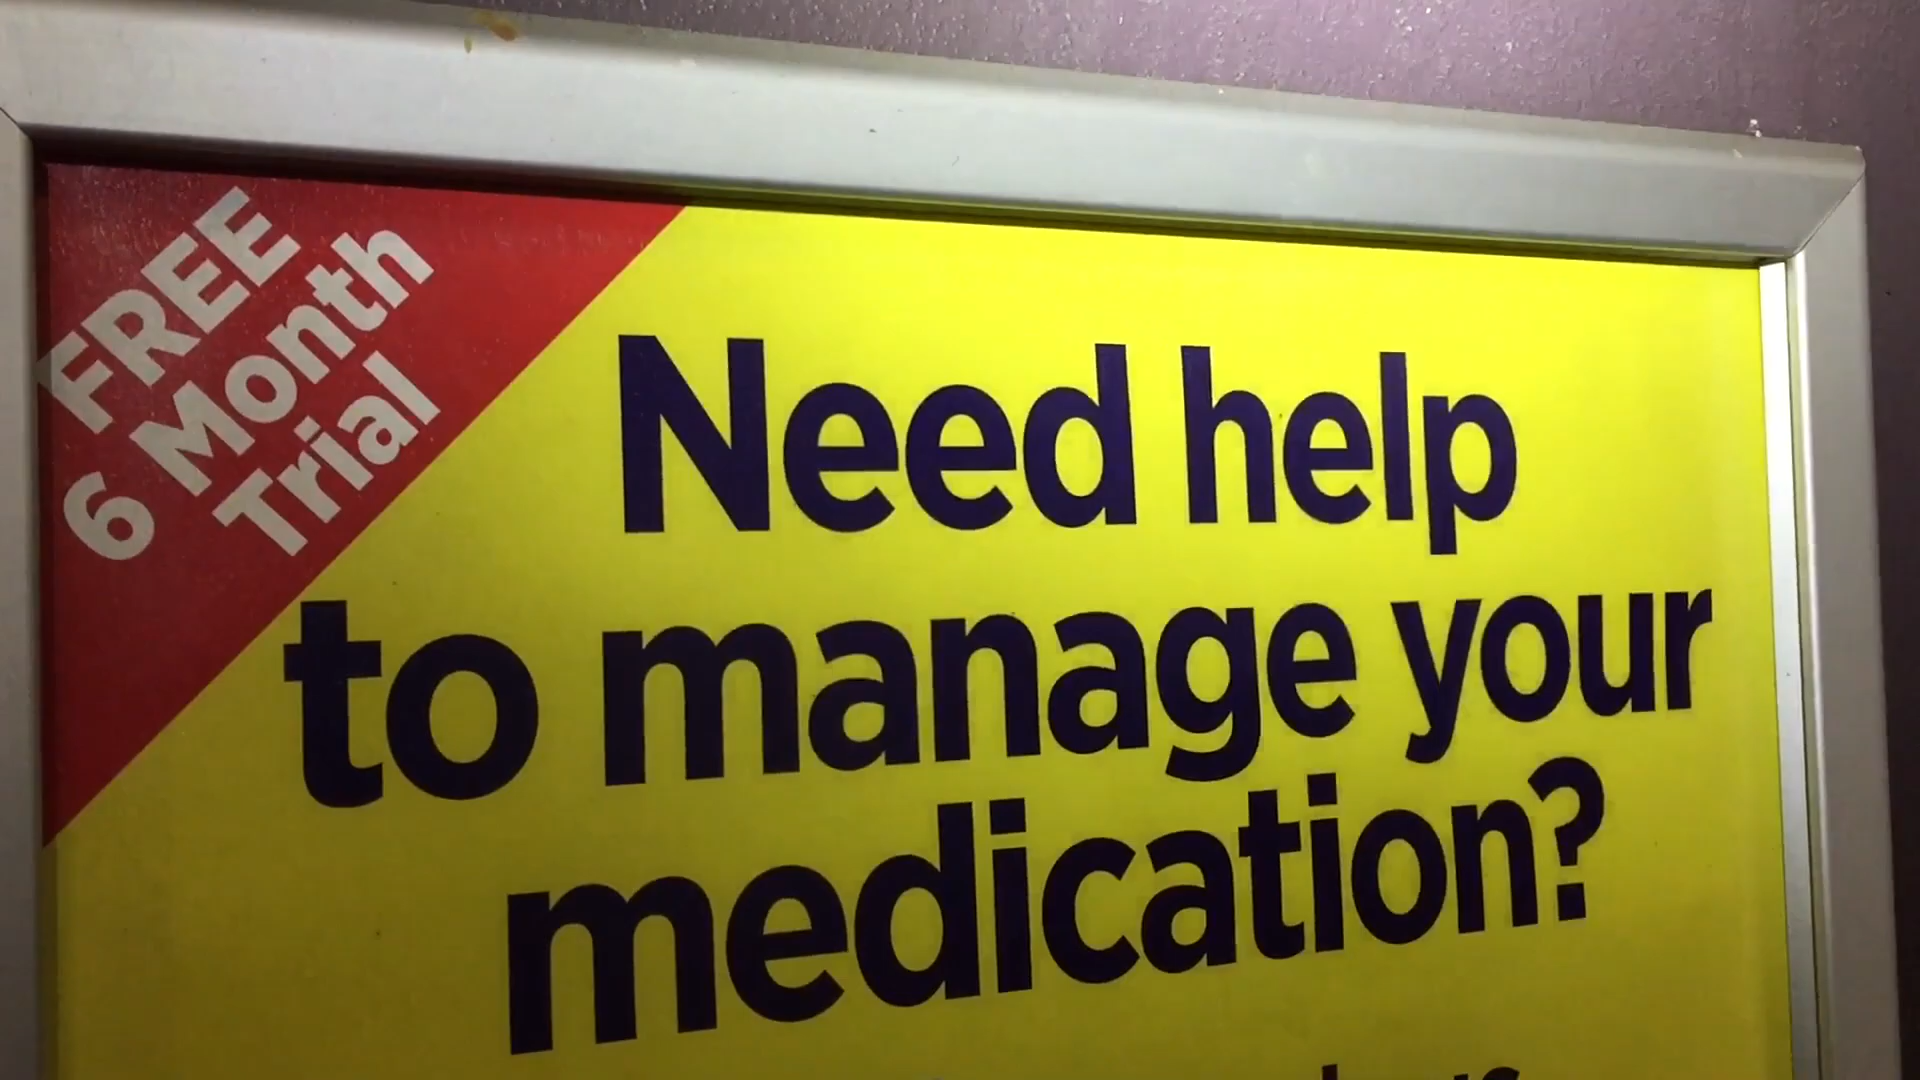 FREE
6 Month
Trial
Need help
to manage your
medication?